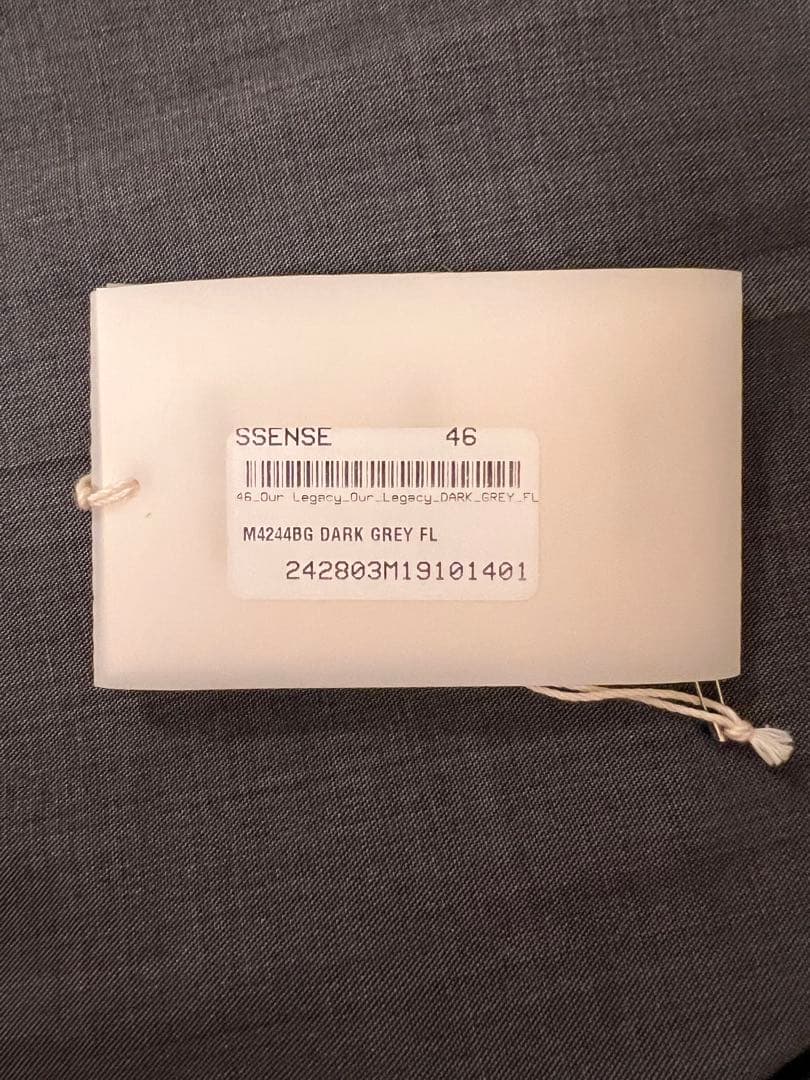 SSENSE 46
46_Our Legacy_Our_Legacy_DARK_GREY_FL
M4244BG DARK GREY FL
242803M19101401